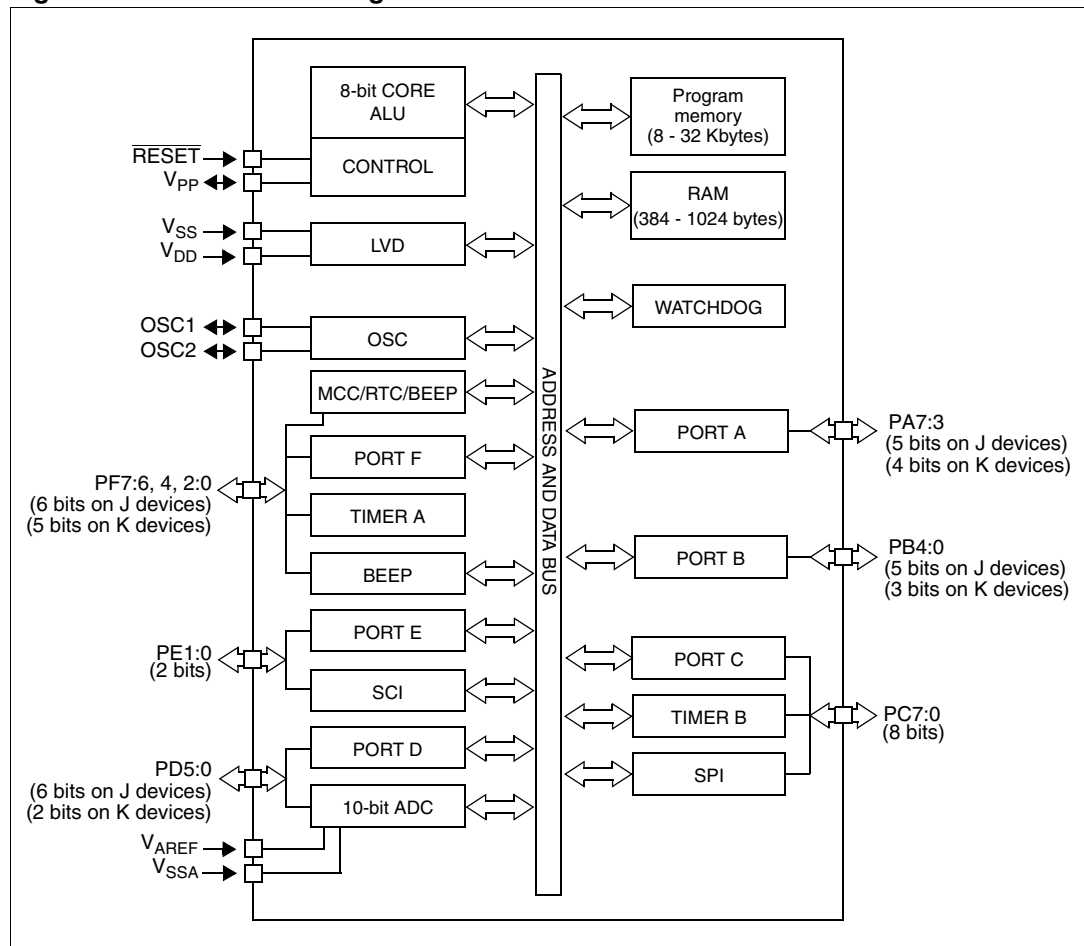 8-bit CORE
ALU
CONTROL
RESET
VPP
VSS
VDD
LVD
OSC1
OSC2
OSC
MCC/RTC/BEEP
PORT F
TIMER A
BEEP
PF7:6, 4, 2:0
(6 bits on J devices)
(5 bits on K devices)
PORT E
SCI
PE1:0
(2 bits)
PORT D
10-bit ADC
PD5:0
(6 bits on J devices)
(2 bits on K devices)
VAREF
VSSA
ADDRESS AND DATA BUS
Program
memory
(8 - 32 Kbytes)
RAM
(384 - 1024 bytes)
WATCHDOG
PORT A
PA7:3
(5 bits on J devices)
(4 bits on K devices)
PORT B
PB4:0
(5 bits on J devices)
(3 bits on K devices)
PORT C
TIMER B
SPI
PC7:0
(8 bits)